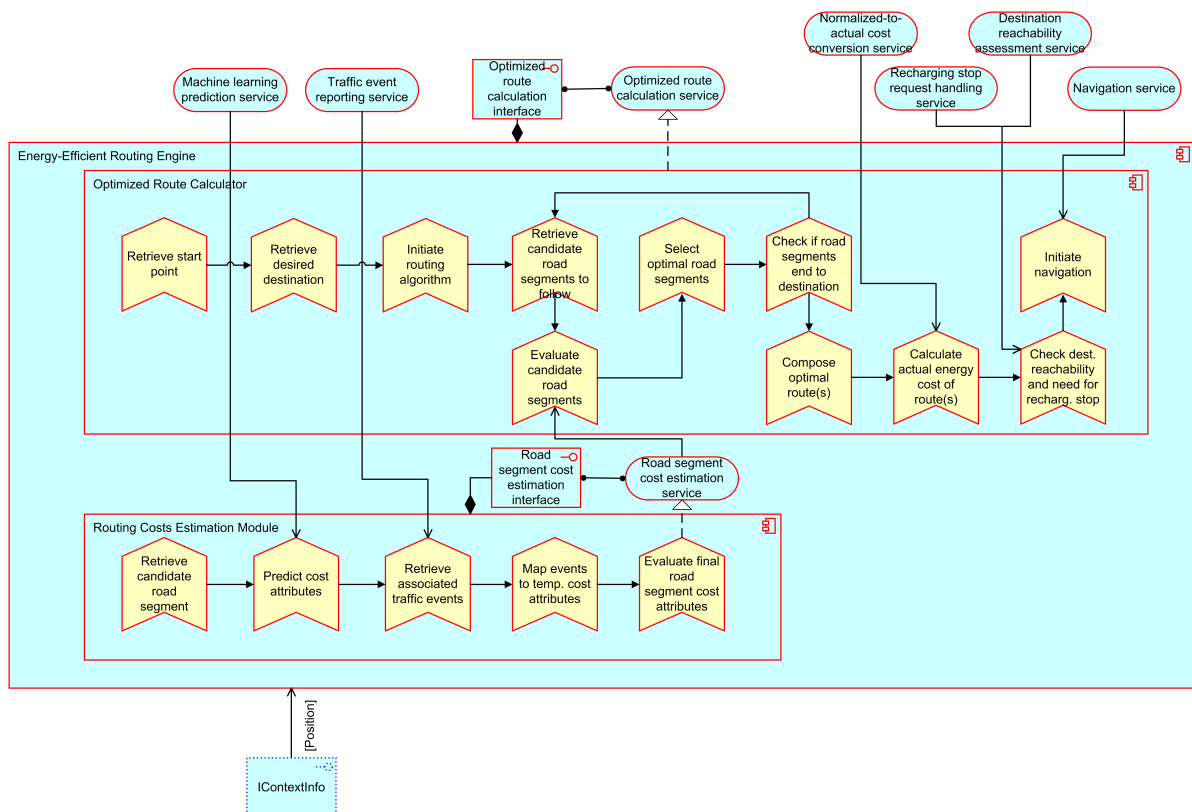 Normalized-to-
actual cost
conversion service
Destination
reachability
assessment service
Optimized
route
calculation
interface
Optimized route
calculation service
Machine learning
prediction service
Traffic event
reporting service
Recharging stop
request handling
service
Navigation service
Energy-Efficient Routing Engine
Optimized Route Calculator
Retrieve start
point
Retrieve
desired
destination
Initiate
routing
algorithm
Retrieve
candidate
road
segments to
follow
Select
optimal road
segments
Check if road
segments
end to
destination
Initiate
navigation
Evaluate
candidate
road
segments
Compose
optimal
route(s)
Calculate
actual energy
cost of
route(s)
Check dest.
reachability
and need for
recharg. stop
Road
segment cost
estimation
interface
Road segment
cost estimation
service
Routing Costs Estimation Module
Retrieve
candidate
road
segment
Predict cost
attributes
Retrieve
associated
traffic events
Map events
to temp. cost
attributes
Evaluate final
road
segment cost
attributes
[Position]
IContextInfo